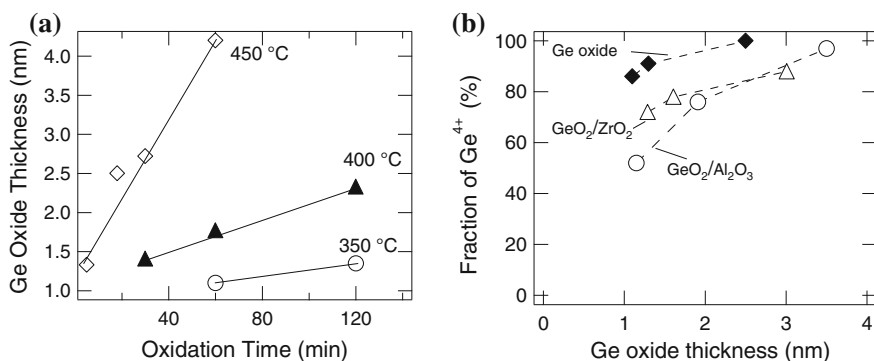 (a)
Ge Oxide Thickness (nm)
4.0
3.5
3.0
2.5
2.0
1.5
1.0
450 °C
400 °C
350 °C
40
80
120
Oxidation Time (min)
(b)
Fraction of Ge4+ (%)
100
80
60
40
20
0
Ge oxide
GeO2/ZrO2
GeO2/Al2O3
0
1
2
3
4
Ge oxide thickness (nm)